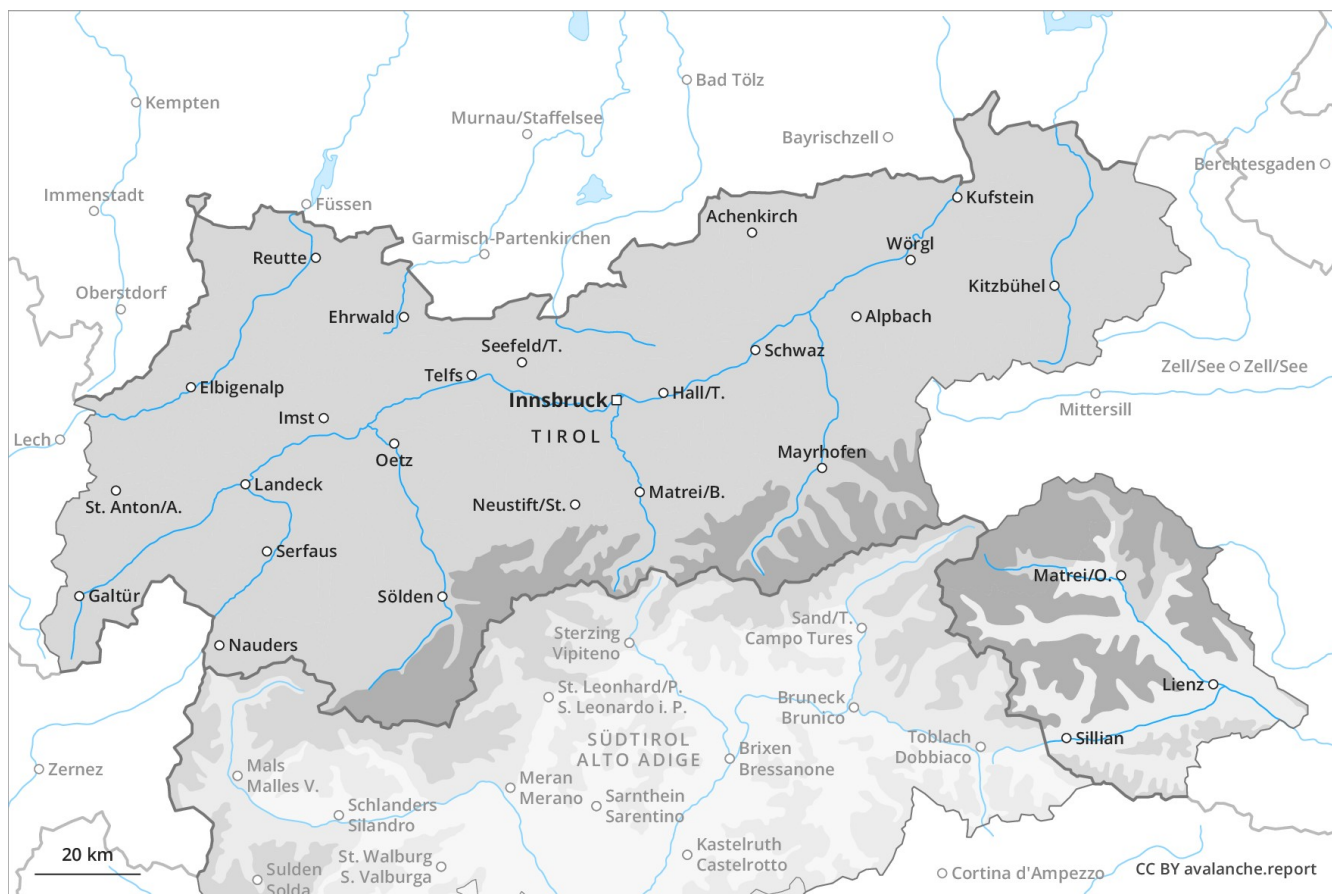 Kempten
Bad Tölz
Murnau/Staffelsee
Bayrischzell
Berchtesgaden
Immenstadt
Füssen
Kufstein
Achenkirch
Garmisch-Partenkirchen
Wörgl
Reutte
Kitzbühel
Oberstdorf
Ehrwald
Alpbach
Seefeld/T.
Schwaz
Telfs
Zell/See Zell/See
Elbigenalp
Innsbruck
Hall/T.
Mittersill
Imst
TIROL
Lech
Oetz
Mayrhofen
Landeck
St. Anton/A.
Neustift/St.
Matrei/B.
Serfaus
Matrei/O.
Galtür
Sölden
Sand/T.
Campo Tures
Sterzing
Vipiteno
Nauders
Lienz
St. Leonhard/P.
S. Leonardo i. P.
Bruneck
Brunico
Sillian
SÜDTIROL
ALTO ADIGE
Toblach
Dobbiaco
Brixen
Bressanone
Zernez
Mals
Malles V.
Meran
Merano
Sarnthein
Sarentino
Schlanders
Silandro
Kastelruth
Castelrotto
20 km
St. Walburg
S. Valburga
Sulden
Solda
Cortina d'Ampezzo
CC BY avalanche.report